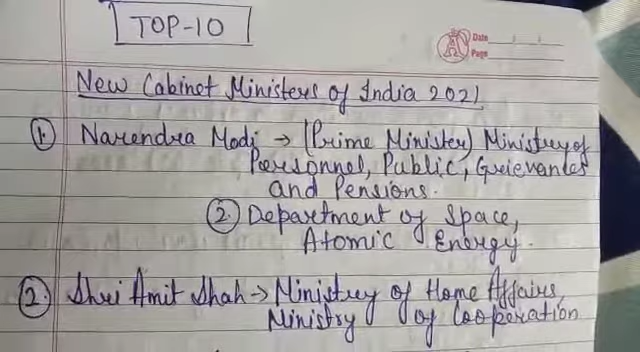 TOP-10
Date
Page
New Cabinet Ministers of India 2021
① Narendra Modi → (Prime Minister) Ministry of
Personnel, Public, Grievances
and Pensions.
② Department of Space,
Atomic Energy.
② Shri Amit Shah → Ministry of Home Affairs,
Ministry of Cooperation